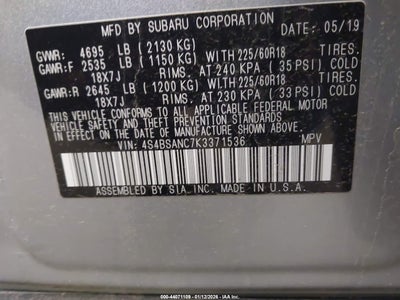 MFD. BY SUBARU CORPORATION DATE: 05/19
GVWR: 4695 LB (2130 KG)
GAWR:F 2535 LB (1150 KG) WITH 225/60R18 TIRES.
18X7J RIMS, AT 240 KPA (35 PSI) COLD
GAWR:R 2645 LB (1200 KG) WITH 225/60R18 TIRES.
18X7J RIMS, AT 230 KPA (33 PSI) COLD
THIS VEHICLE CONFORMS TO ALL APPLICABLE FEDERAL MOTOR
VEHICLE SAFETY, BUMPER, AND THEFT PREVENTION STANDARDS
IN EFFECT ON THE DATE OF MANUFACTURE SHOWN ABOVE.
VIN: 4S4BSANC7K3371536 MPV
ASSEMBLED BY SIA, INC. MADE IN U.S.A.
000-44071109 - 01/12/2026 - IAAI.COM